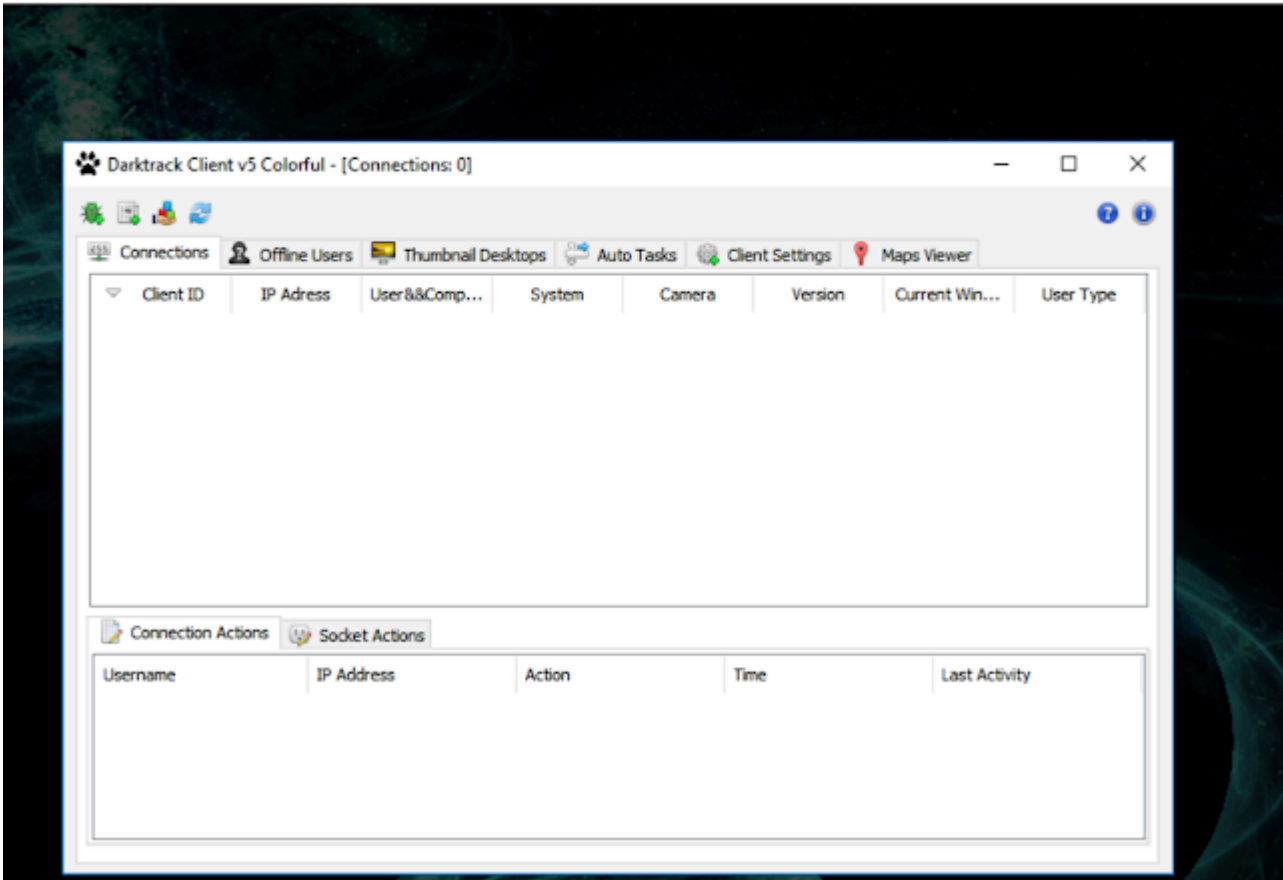 Darktrack Client v5 Colorful - [Connections: 0]
Connections Offline Users Thumbnail Desktops Auto Tasks Client Settings Maps Viewer
Client ID IP Adress User&&Comp... System Camera Version Current Win... User Type
Connection Actions Socket Actions
Username IP Address Action Time Last Activity